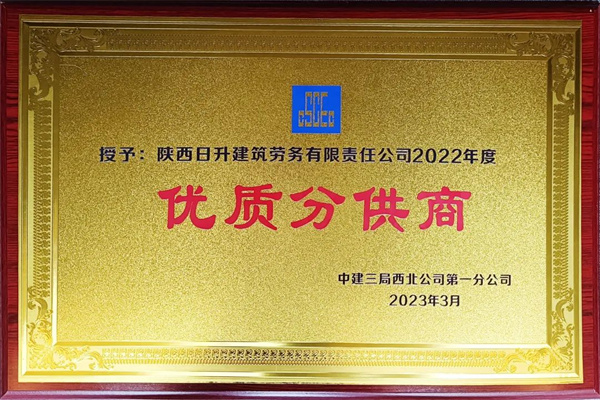 授予：陕西日升建筑劳务有限责任公司2022年度
优质分供商
中建三局西北公司第一分公司
2023年3月